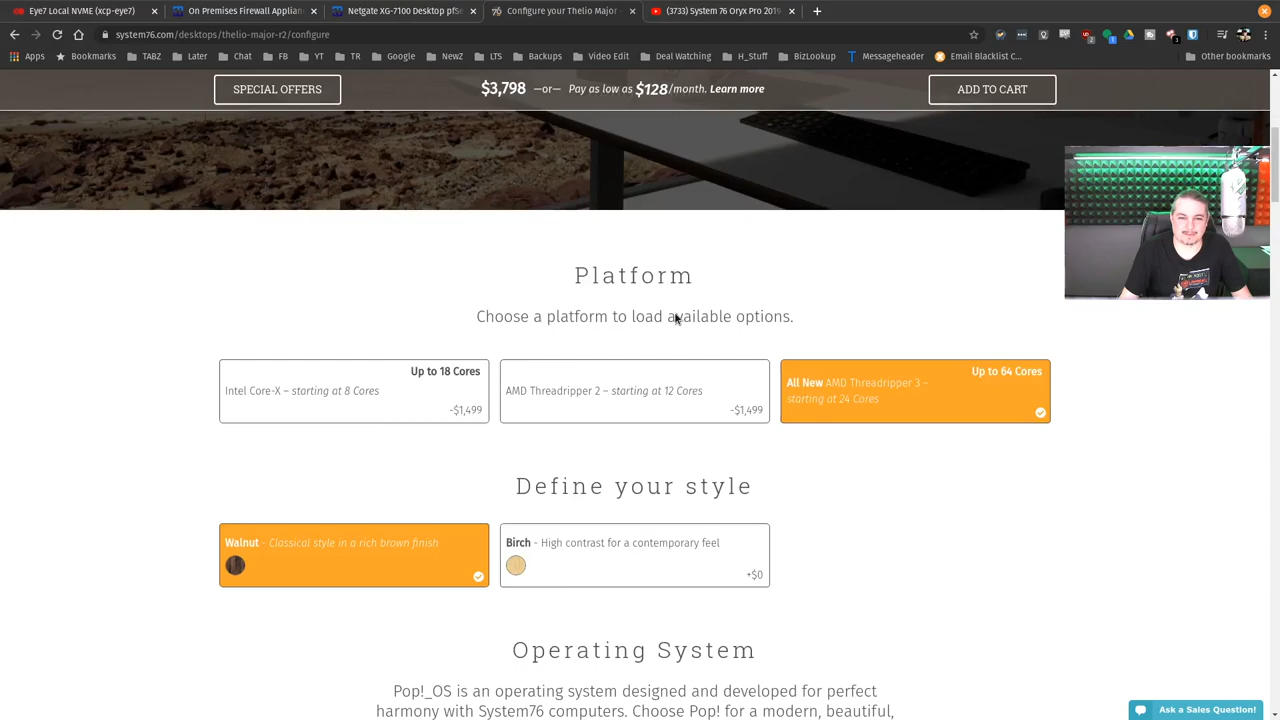 Eye7 Local NVME (xcp-eye7)
On Premises Firewall Applian
Netgate XG-7100 Desktop pfSe
Configure your Thelio Major
(3733) System 76 Oryx Pro 2019
system76.com/desktops/thelio-major-r2/configure
Apps
Bookmarks
TABZ
Later
Chat
FB
YT
TR
Google
NewZ
LTS
Backups
Video Edit
Deal Watching
H_Stuff
BizLookup
Messageheader
Email Blacklist C...
Other bookmarks
SPECIAL OFFERS
$3,798 —or— Pay as low as $128/month. Learn more
ADD TO CART
Platform
Choose a platform to load available options.
Up to 18 Cores
Intel Core-X – starting at 8 Cores
-$1,499
AMD Threadripper 2 – starting at 12 Cores
-$1,499
Up to 64 Cores
All New AMD Threadripper 3 –
starting at 24 Cores
Define your style
Walnut - Classical style in a rich brown finish
Birch - High contrast for a contemporary feel
+$0
Operating System
Pop!_OS is an operating system designed and developed for perfect
harmony with System76 computers. Choose Pop! for a modern, beautiful,
Ask a Sales Question!